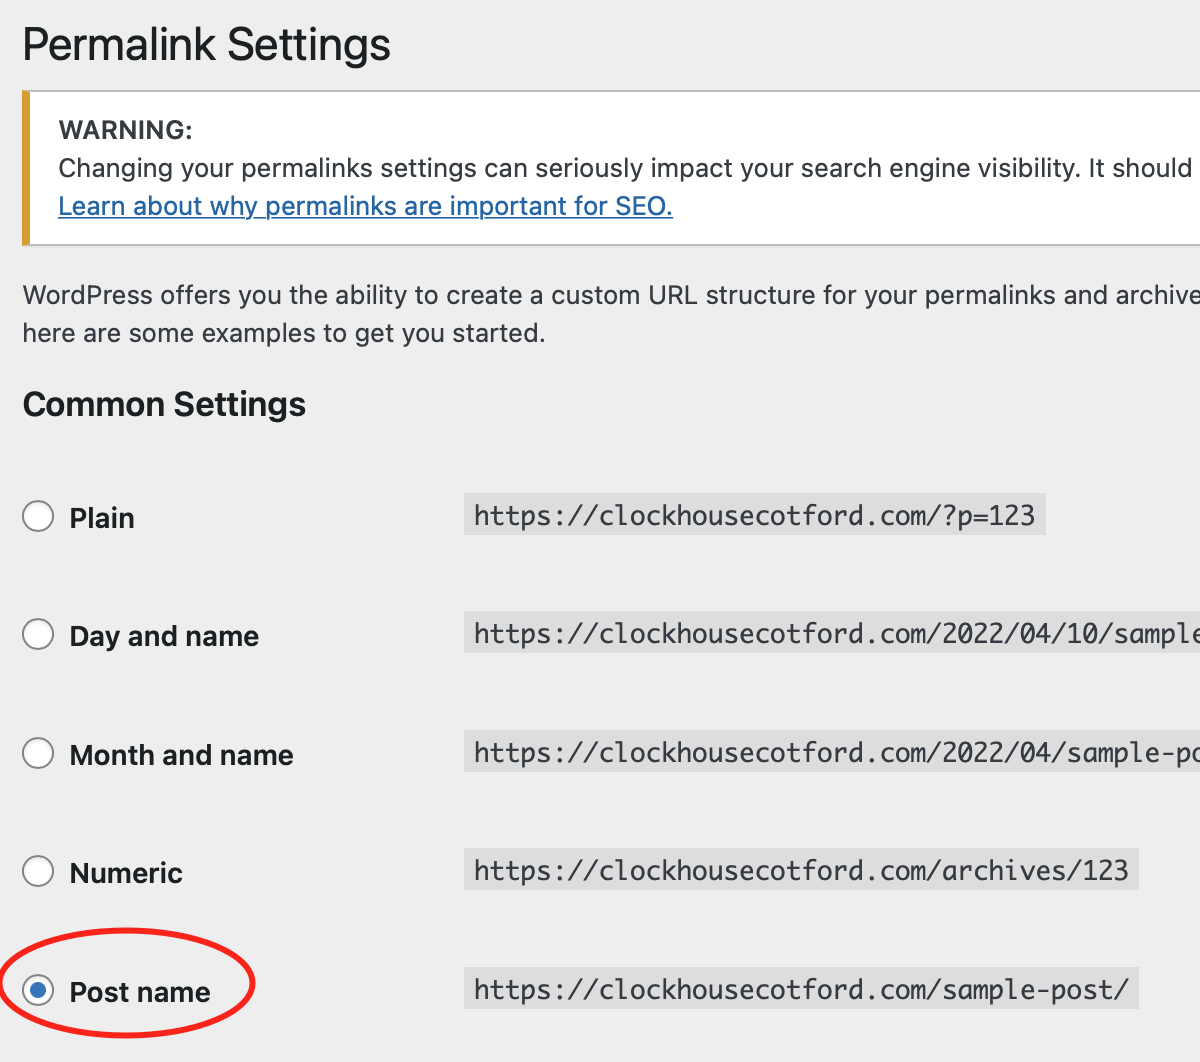 Permalink Settings
WARNING:
Changing your permalinks settings can seriously impact your search engine visibility. It should
Learn about why permalinks are important for SEO.
WordPress offers you the ability to create a custom URL structure for your permalinks and archive
here are some examples to get you started.
Common Settings
Plain https://clockhousecotford.com/?p=123
Day and name https://clockhousecotford.com/2022/04/10/sample
Month and name https://clockhousecotford.com/2022/04/sample-po
Numeric https://clockhousecotford.com/archives/123
Post name https://clockhousecotford.com/sample-post/